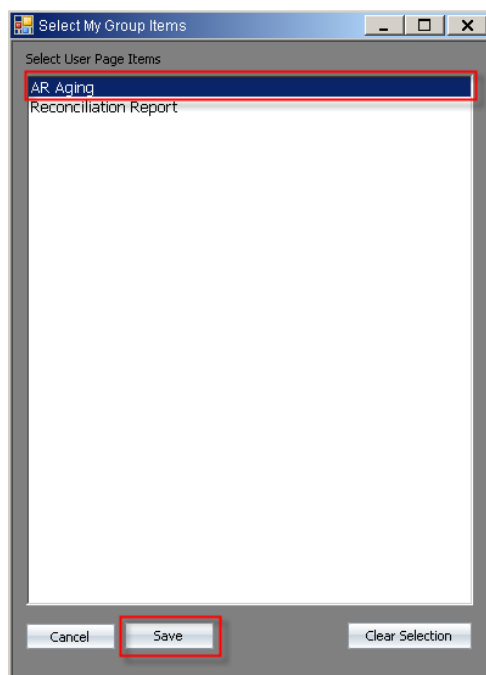 Select My Group Items
Select User Page Items
AR Aging
Reconciliation Report
Cancel Save Clear Selection